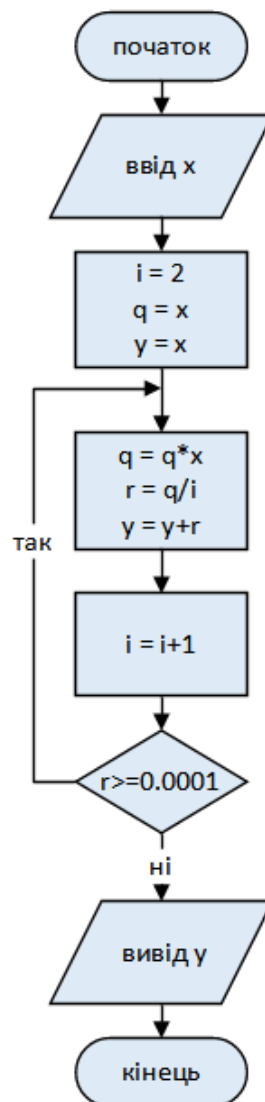 початок
ввід x
i = 2
q = x
y = x
q = q*x
r = q/i
y = y+r
так
i = i+1
r>=0.0001
ні
вивід y
кінець